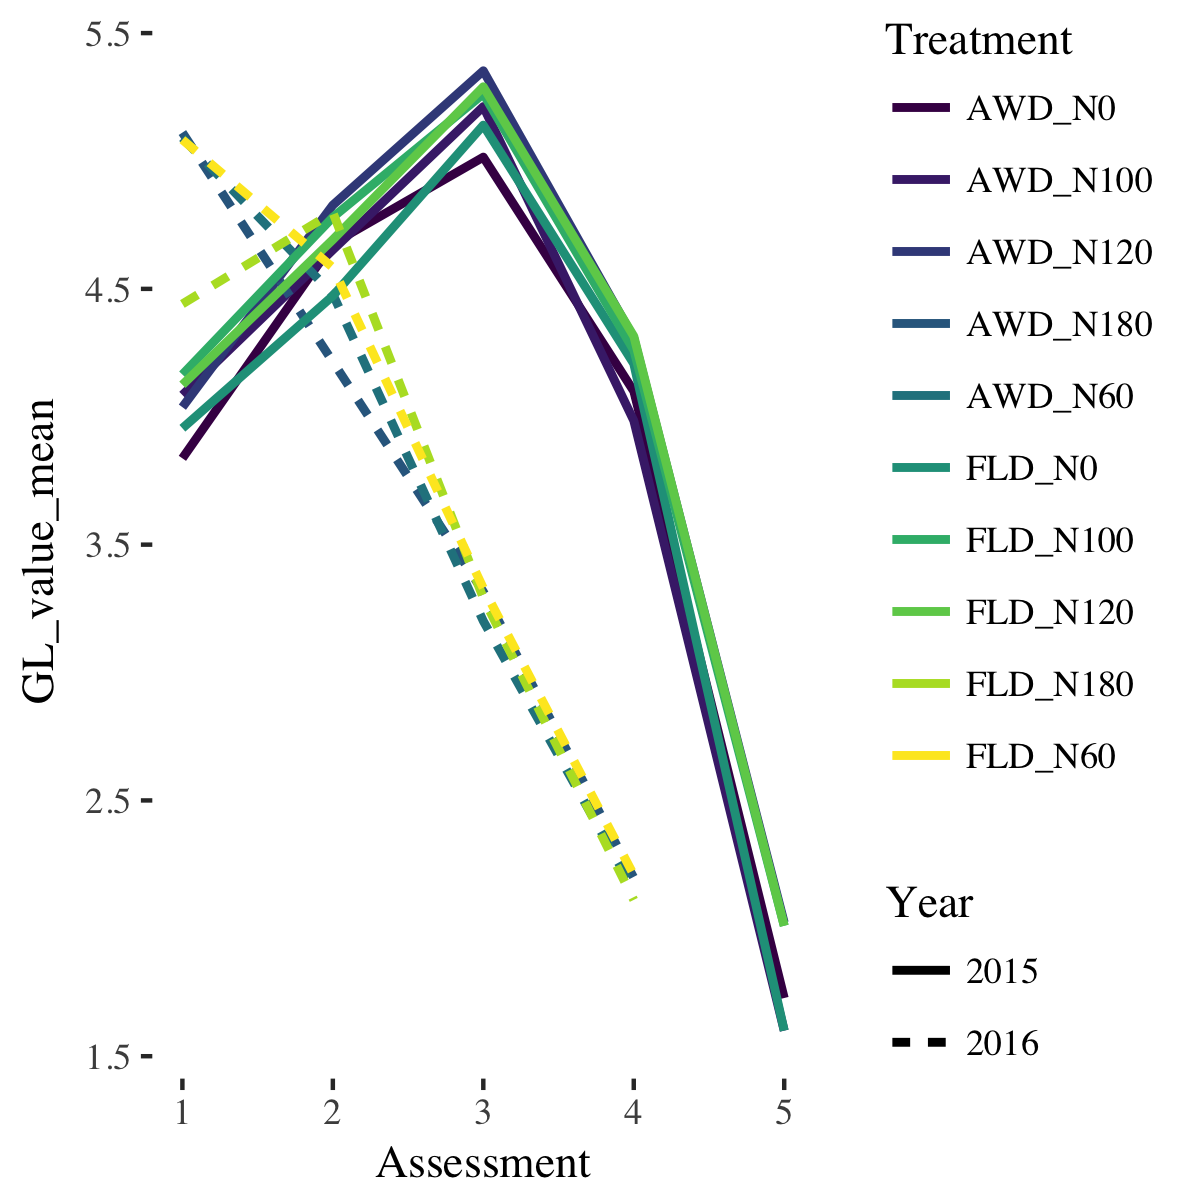 5.5
4.5
3.5
2.5
1.5
GL_value_mean
1 2 3 4 5
Assessment
Treatment
AWD_N0
AWD_N100
AWD_N120
AWD_N180
AWD_N60
FLD_N0
FLD_N100
FLD_N120
FLD_N180
FLD_N60
Year
2015
2016